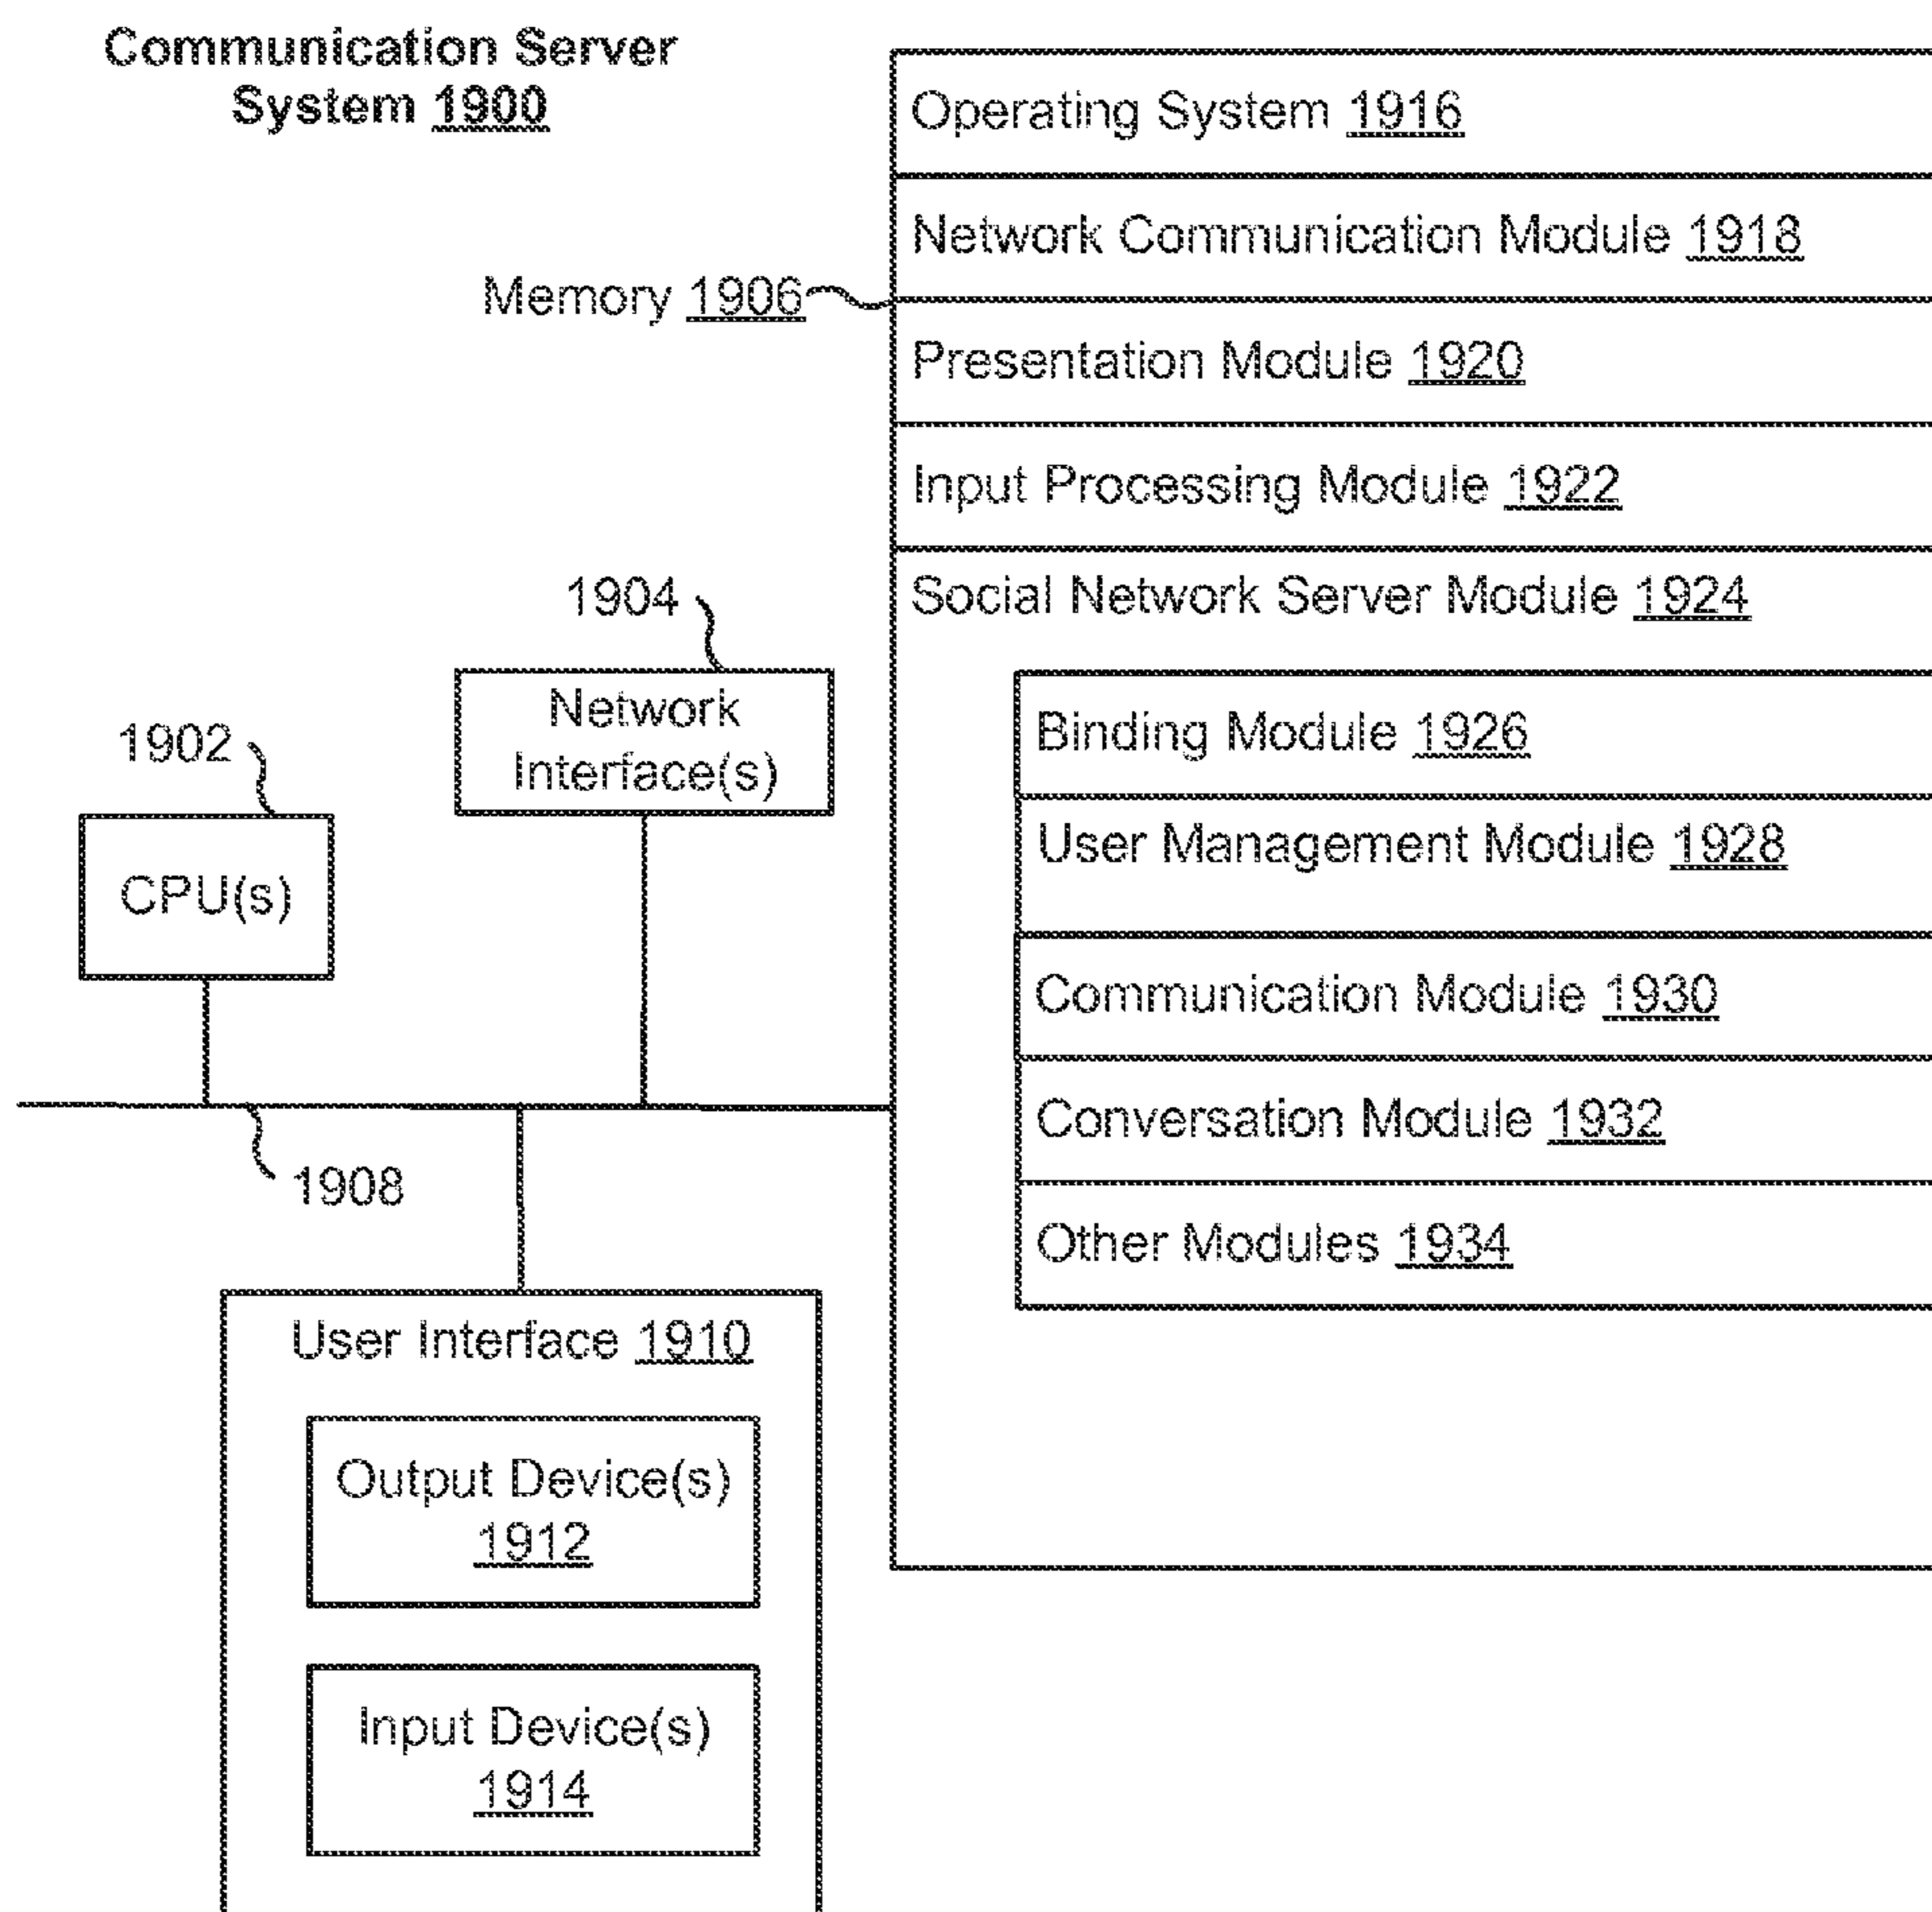 Communication Server
System 1900
Operating System 1916
Network Communication Module 1918
Memory 1906
Presentation Module 1920
Input Processing Module 1922
Social Network Server Module 1924
1904
Network
Interface(s)
1902
CPU(s)
Binding Module 1926
User Management Module 1928
Communication Module 1930
Conversation Module 1932
Other Modules 1934
1908
User Interface 1910
Output Device(s)
1912
Input Device(s)
1914